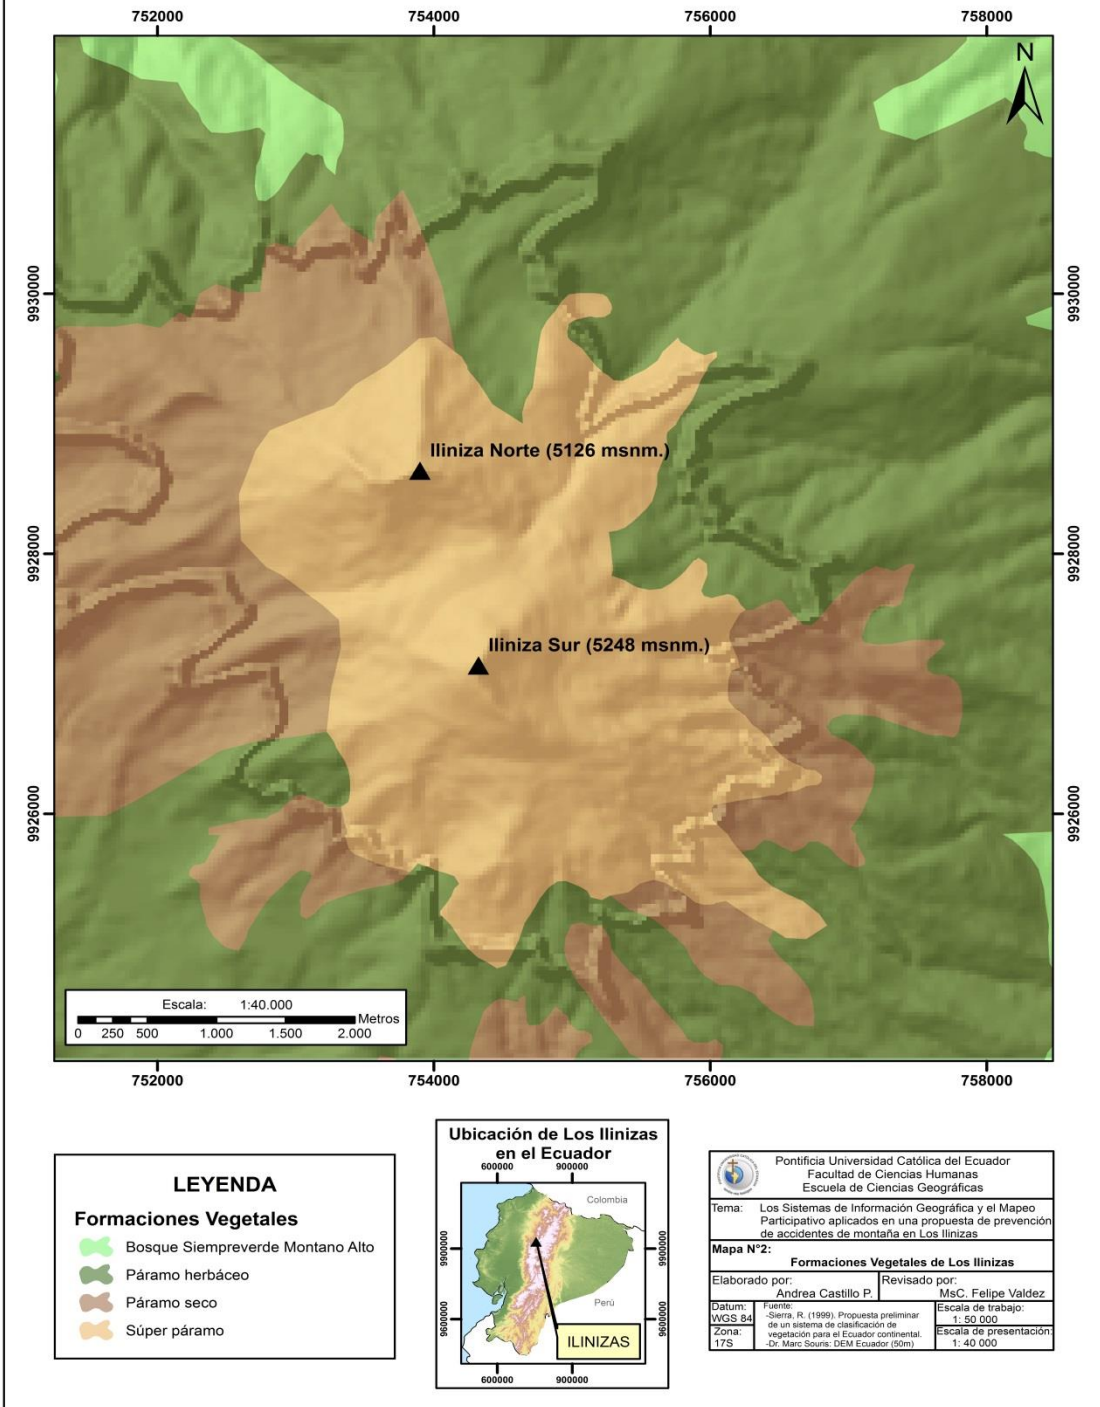 752000
754000
756000
758000
N
9930000
9930000
Iliniza Norte (5126 msnm.)
9928000
9928000
Iliniza Sur (5248 msnm.)
9926000
9926000
Escala: 1:40.000
Metros
0 250 500 1.000 1.500 2.000
752000
754000
756000
758000
LEYENDA
Formaciones Vegetales
Bosque Siempreverde Montano Alto
Páramo herbáceo
Páramo seco
Súper páramo
Ubicación de Los Ilinizas
en el Ecuador
600000
900000
Colombia
9900000
9900000
Perú
9600000
9600000
ILINIZAS
600000
900000
Pontificia Universidad Católica del Ecuador
Facultad de Ciencias Humanas
Escuela de Ciencias Geográficas
Tema: Los Sistemas de Información Geográfica y el Mapeo
Participativo aplicados en una propuesta de prevención
de accidentes de montaña en Los Ilinizas
Mapa N°2:
Formaciones Vegetales de Los Ilinizas
Elaborado por:
Andrea Castillo P.
Revisado por:
MsC. Felipe Valdez
Datum:
WGS 84
Zona:
17S
Fuente:
-Sierra, R. (1999). Propuesta preliminar
de un sistema de clasificación de
vegetación para el Ecuador continental.
-Dr. Marc Souris: DEM Ecuador (50m)
Escala de trabajo:
1: 50 000
Escala de presentación:
1: 40 000